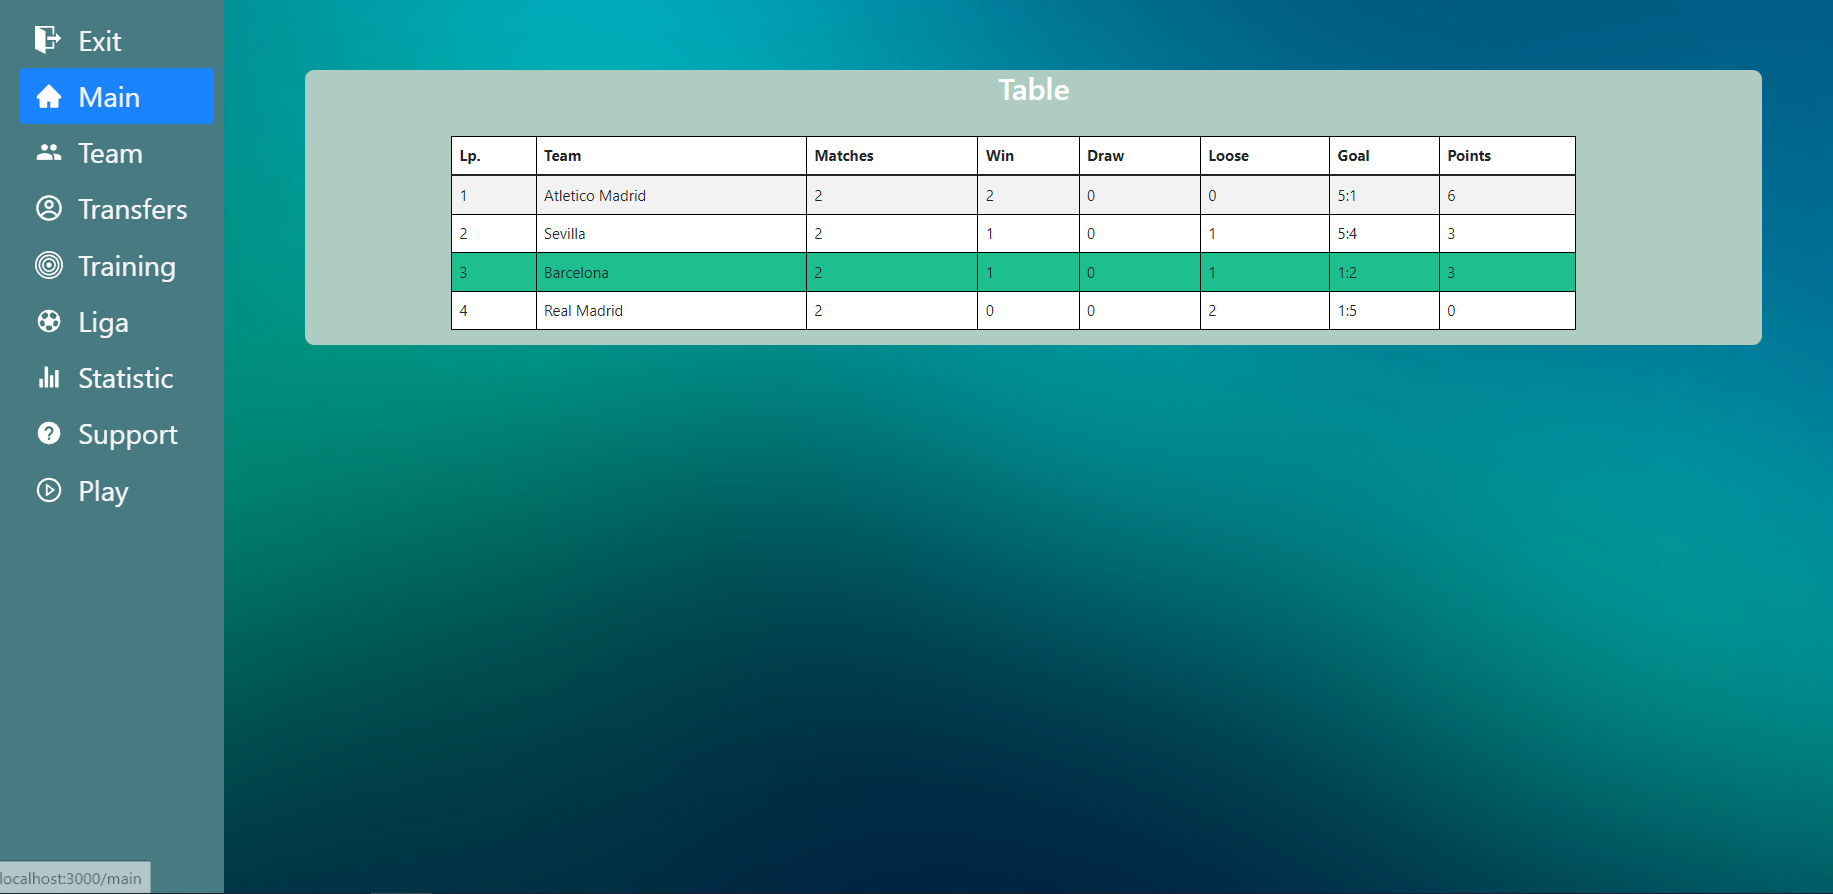 Exit
Main
Team
Transfers
Training
Liga
Statistic
Support
Play
Table
Lp. Team Matches Win Draw Loose Goal Points
1 Atletico Madrid 2 2 0 0 5:1 6
2 Sevilla 2 1 0 1 5:4 3
3 Barcelona 2 1 0 1 1:2 3
4 Real Madrid 2 0 0 2 1:5 0
localhost:3000/main